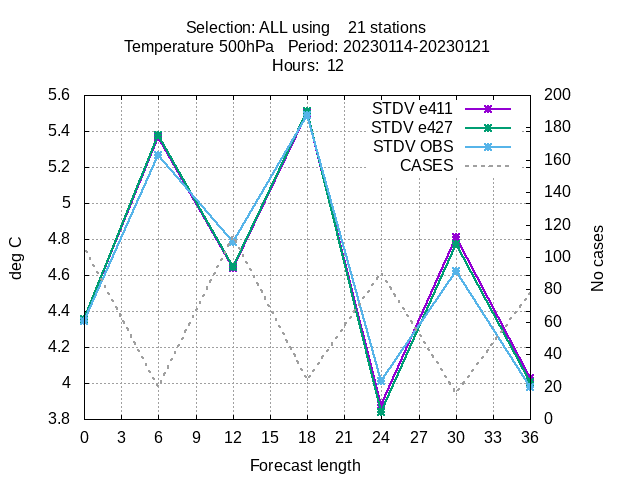 Selection: ALL using    21 stations
Temperature 500hPa   Period: 20230114-20230121
Hours:  12
STDV e411
STDV e427
STDV OBS
CASES
deg C
5.6
5.4
5.2
5
4.8
4.6
4.4
4.2
4
3.8
200
180
160
140
120
100
80
60
40
20
0
No cases
0 3 6 9 12 15 18 21 24 27 30 33 36
Forecast length